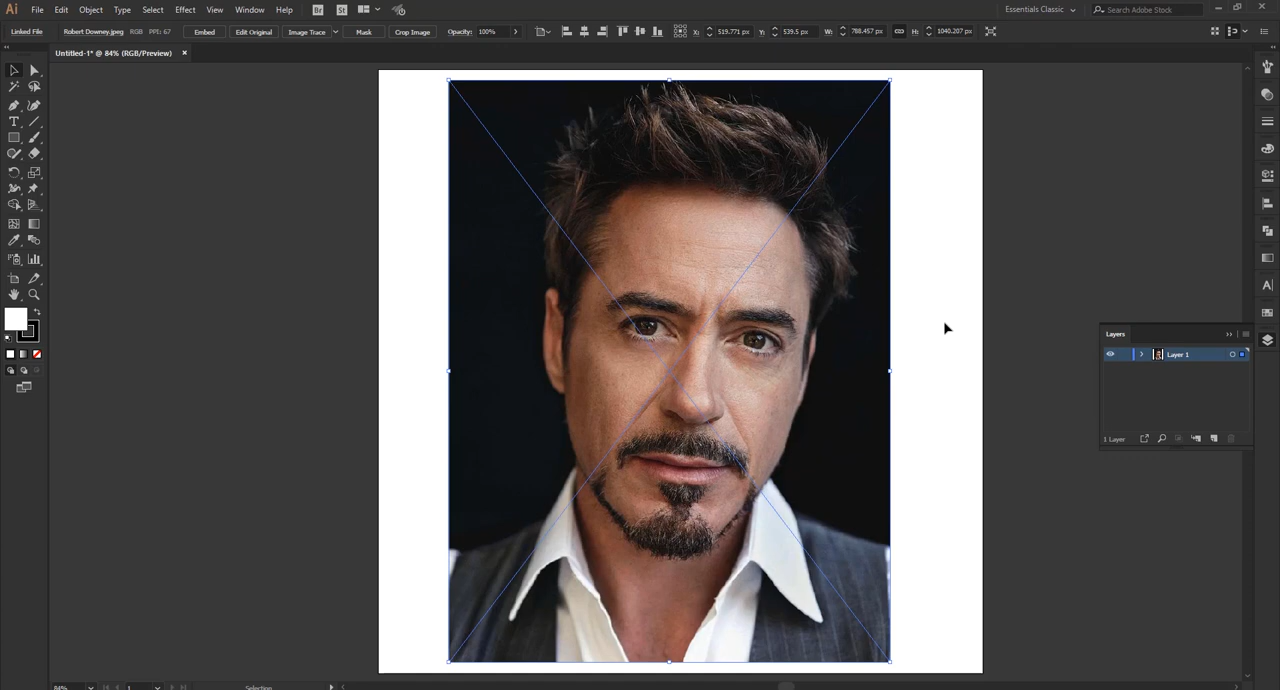 Ai File Edit Object Type Select Effect View Window Help Br St Essentials Classic Search Adobe Stock
Linked File Robert Downey.jpeg RGB PPI: 67 Embed Edit Original Image Trace Mask Crop Image Opacity: 100% X: 519.771 px Y: 539.5 px W: 788.457 px H: 1040.207 px
Untitled-1* @ 84% (RGB/Preview)
Layers
Layer 1
1 Layer
84% 1 Selection